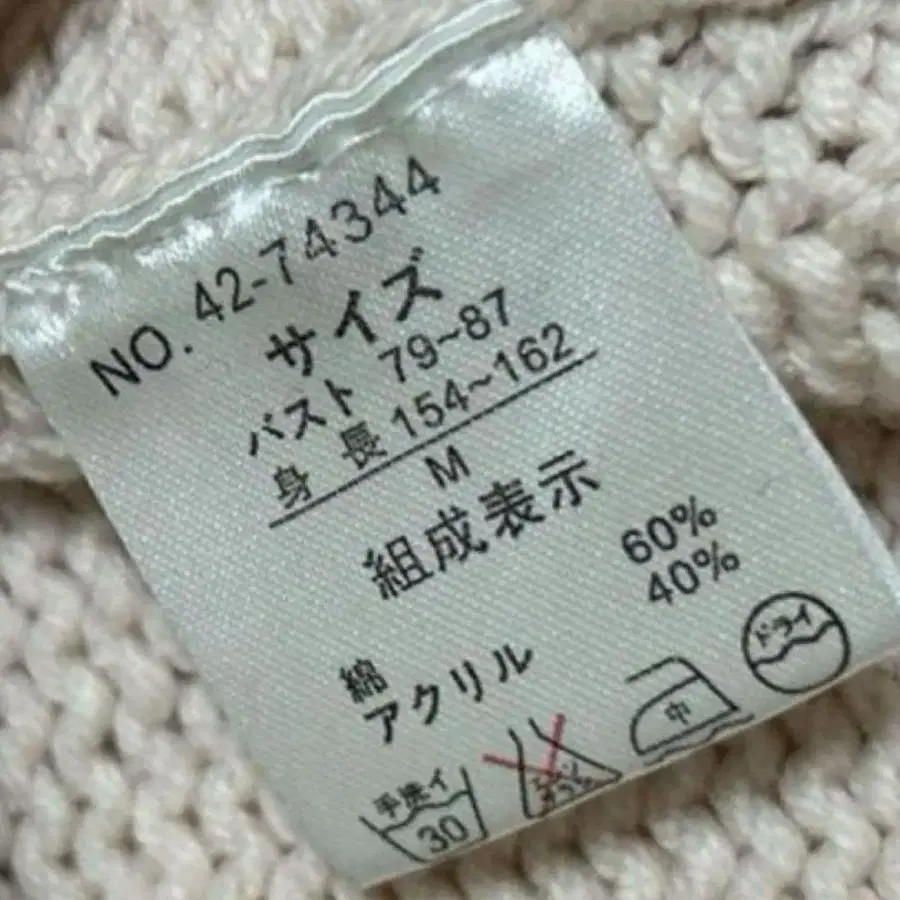 NO. 42-74344
サイズ
バスト 79~87
身長 154~162
M
組成表示
綿 60%
アクリル 40%
手洗イ
30
中
ドライ